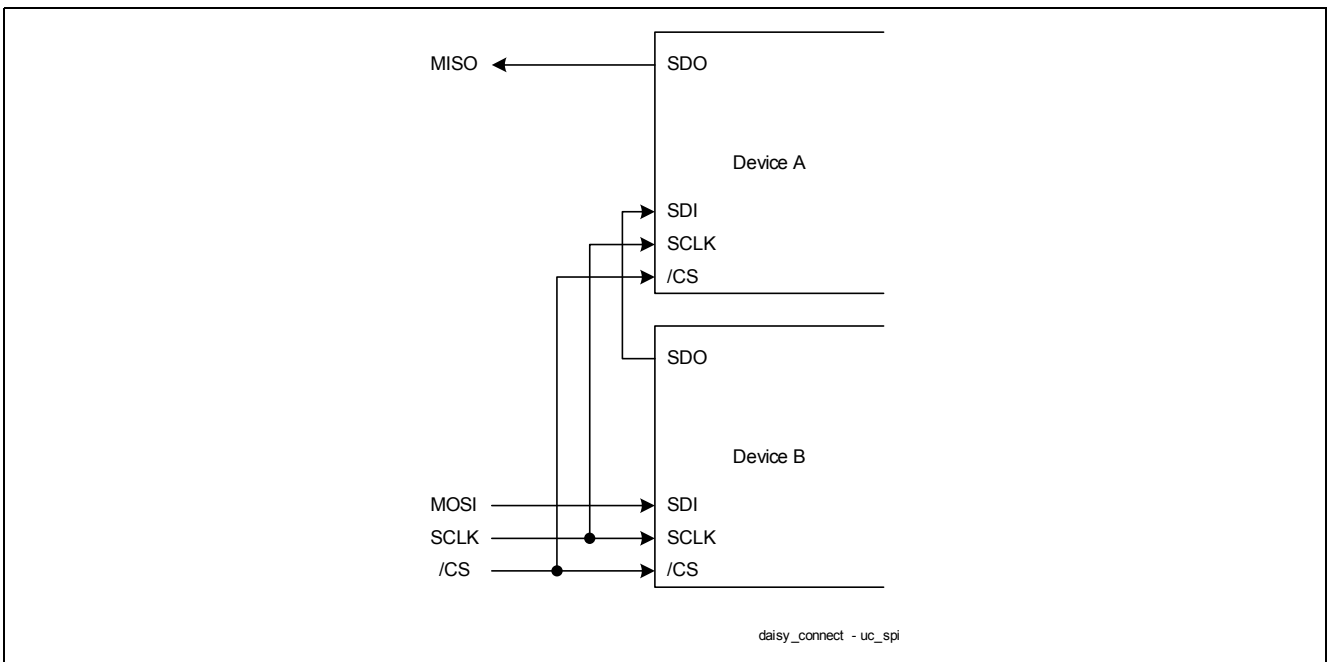 MISO
SDO
Device A
SDI
SCLK
/CS
SDO
Device B
MOSI
SDI
SCLK
SCLK
/CS
/CS
daisy_connect - uc_spi